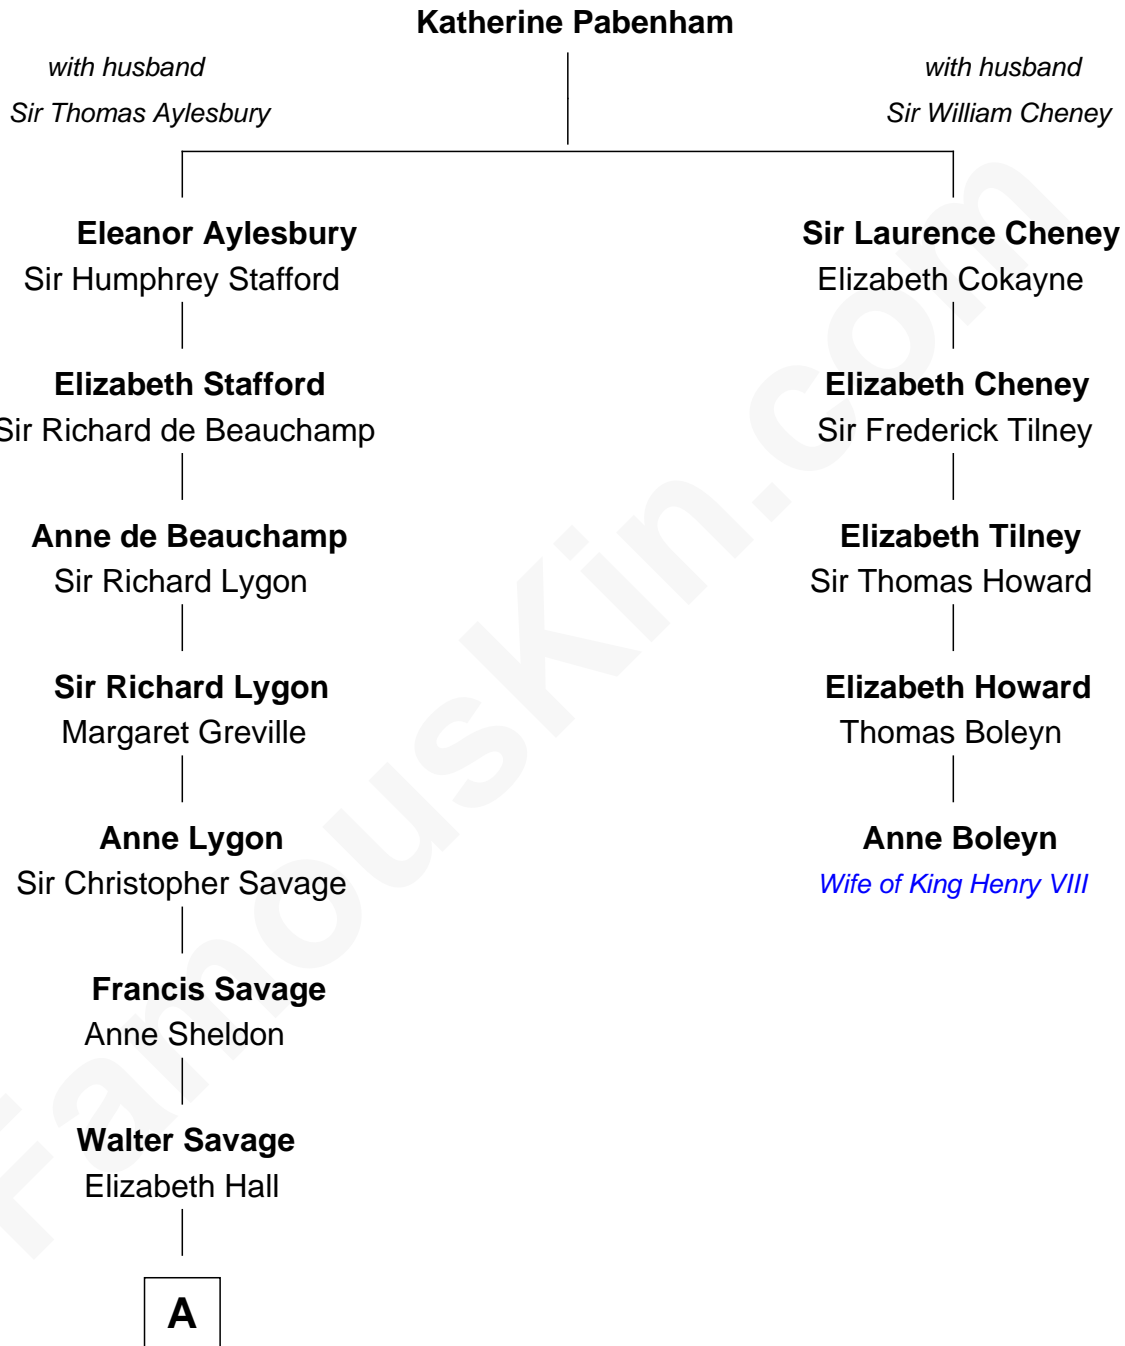 Katherine Pabenham
with husband
Sir Thomas Aylesbury
with husband
Sir William Cheney
Eleanor Aylesbury
Sir Humphrey Stafford
Sir Laurence Cheney
Elizabeth Cokayne
Elizabeth Stafford
Sir Richard de Beauchamp
Elizabeth Cheney
Sir Frederick Tilney
Anne de Beauchamp
Sir Richard Lygon
Elizabeth Tilney
Sir Thomas Howard
Sir Richard Lygon
Margaret Greville
Elizabeth Howard
Thomas Boleyn
Anne Lygon
Sir Christopher Savage
Anne Boleyn
Wife of King Henry VIII
Francis Savage
Anne Sheldon
Walter Savage
Elizabeth Hall
A
FamousKin.com